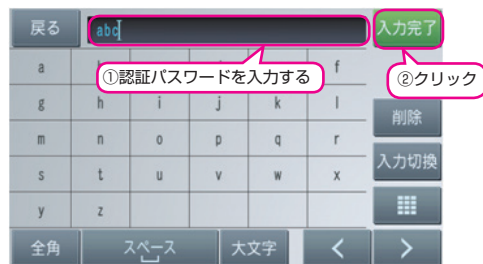 戻る abc 入力完了
①認証パスワードを入力する
②クリック
a f
g h i j k l
削除
m n o p q r
入力切換
s t u v w x
y z
全角 スペース 大文字 < >